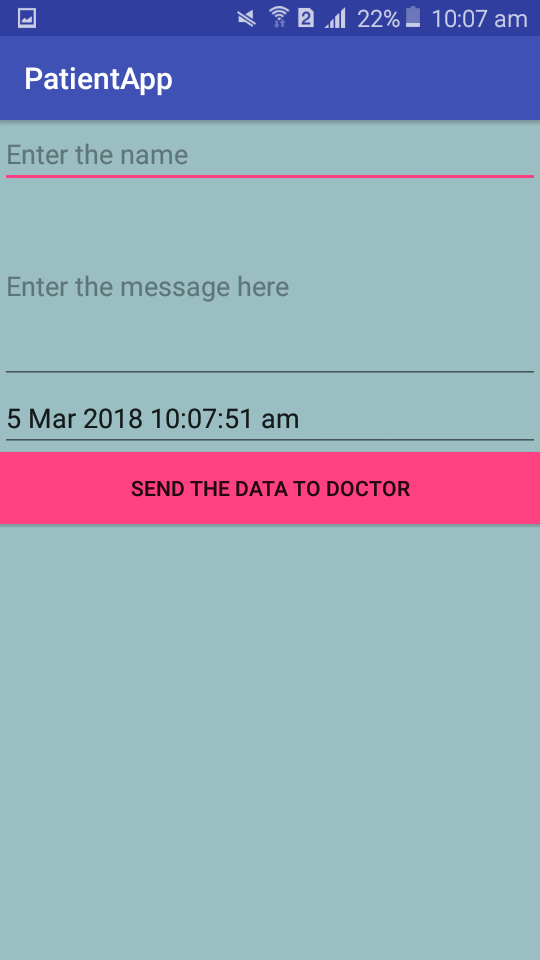 2 22% 10:07 am
PatientApp
Enter the name
Enter the message here
5 Mar 2018 10:07:51 am
SEND THE DATA TO DOCTOR